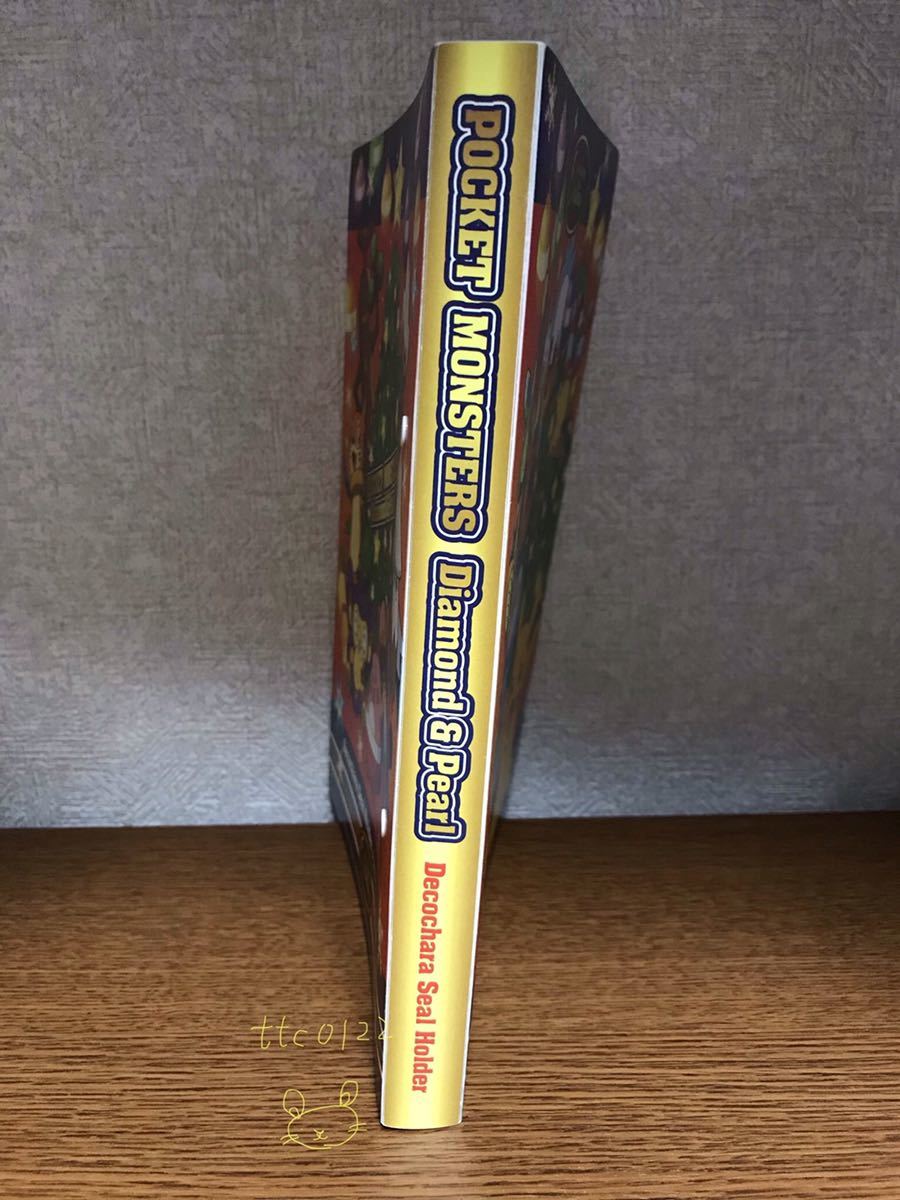 POCKET MONSTERS Diamond & Pearl Decochara Seal Holder
ttc0122